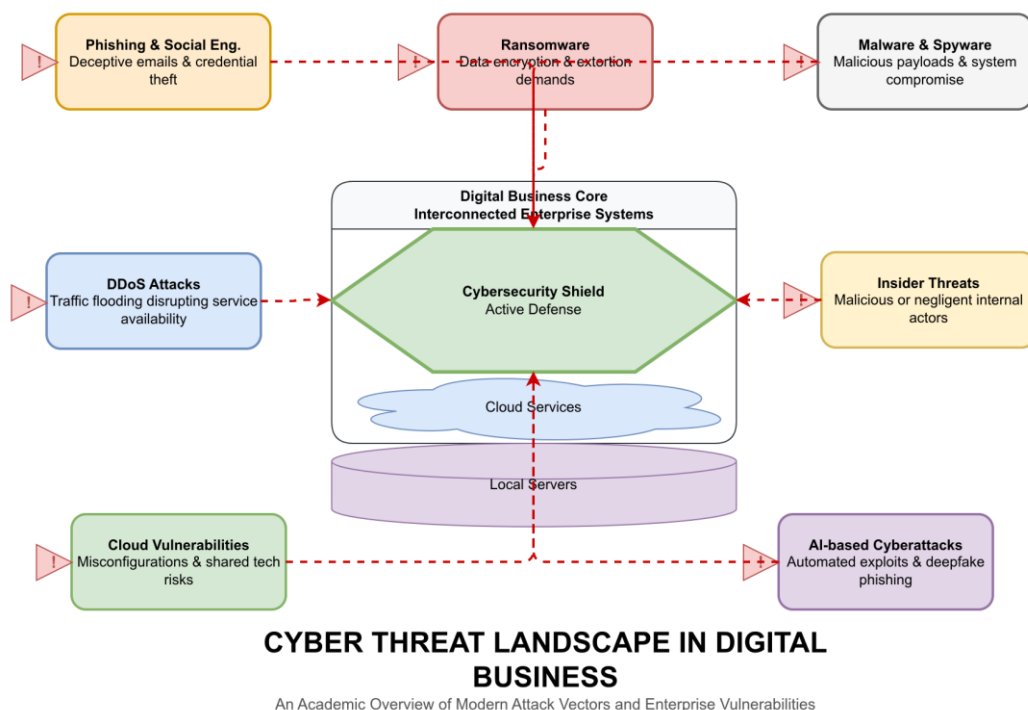 Phishing & Social Eng.
Deceptive emails & credential
theft
!
Ransomware
Data encryption & extortion
demands
!
Malware & Spyware
Malicious payloads & system
compromise
!
Digital Business Core
Interconnected Enterprise Systems
DDoS Attacks
Traffic flooding disrupting service
availability
!
Cybersecurity Shield
Active Defense
Insider Threats
Malicious or negligent internal
actors
!
Cloud Services
Local Servers
Cloud Vulnerabilities
Misconfigurations & shared tech
risks
!
AI-based Cyberattacks
Automated exploits & deepfake
phishing
!
CYBER THREAT LANDSCAPE IN DIGITAL
BUSINESS
An Academic Overview of Modern Attack Vectors and Enterprise Vulnerabilities